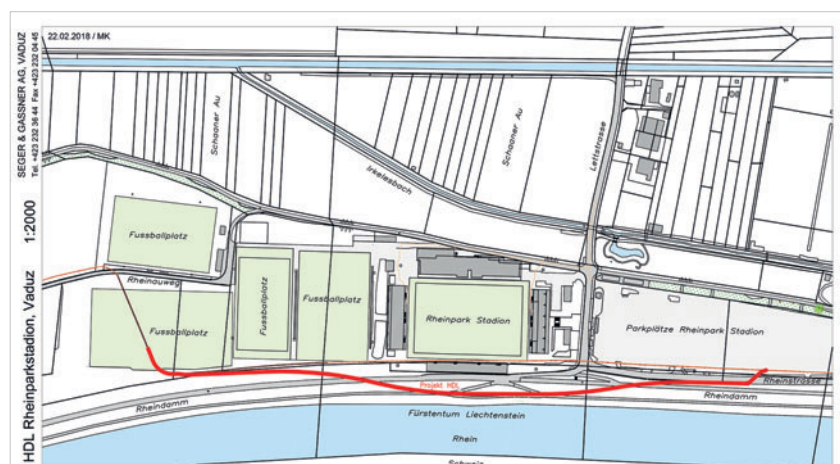 22.02.2018 / MK
SEGER & GASSNER AG, VADUZ
Tel. +423 232 36 44 Fax +423 232 04 45
HDL Rheinparkstadion, Vaduz 1:2000
Schaaner Au
Irkelesbach
Schaaner Au
Lettstrasse
Fussballplatz
Rheinauweg
Fussballplatz
Fussballplatz
Fussballplatz
Rheinpark Stadion
Parkplätze Rheinpark Stadion
Projekt HDL
Rheinstrasse
Rheindamm
Rheindamm
Fürstentum Liechtenstein
Rhein
Schweiz